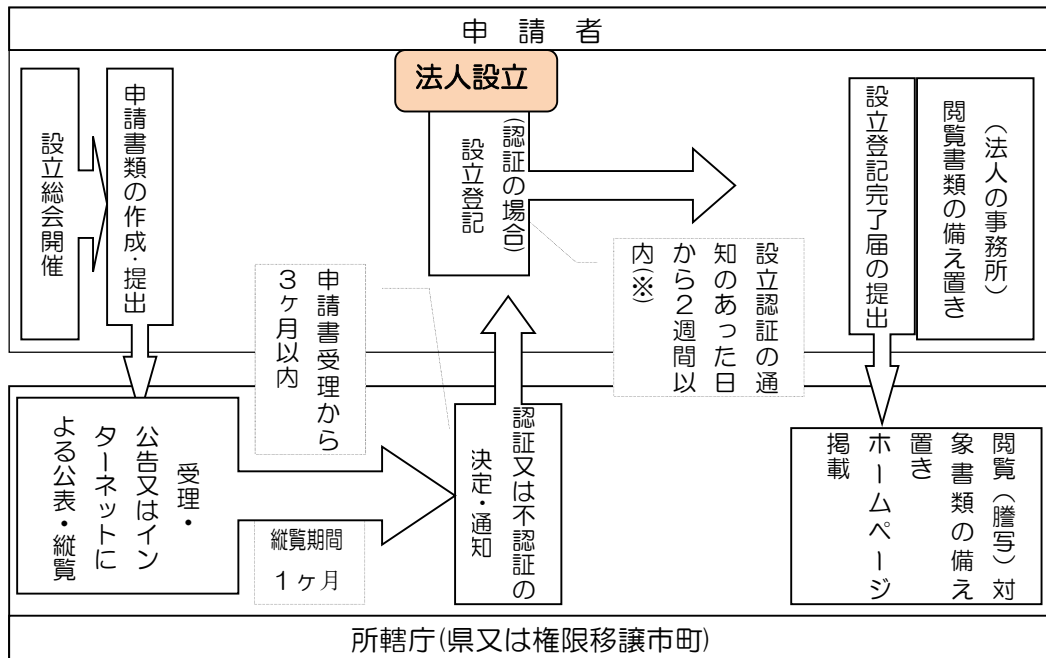 申請者
法人設立
設立総会開催
申請書類の作成・提出
設立登記
(認証の場合)
設立登記完了届の提出
閲覧書類の備え置き
（法人の事務所）
申請書受理から
３ヶ月以内
設立認証の通
知のあった日
から２週間以
内(※)
受理・
公告又はイン
ターネットに
よる公表・縦覧
縦覧期間
１ヶ月
認証又は不認証の
決定・通知
閲覧（謄写）対
象書類の備え
置き
ホームページ
掲載
所轄庁(県又は権限移譲市町)